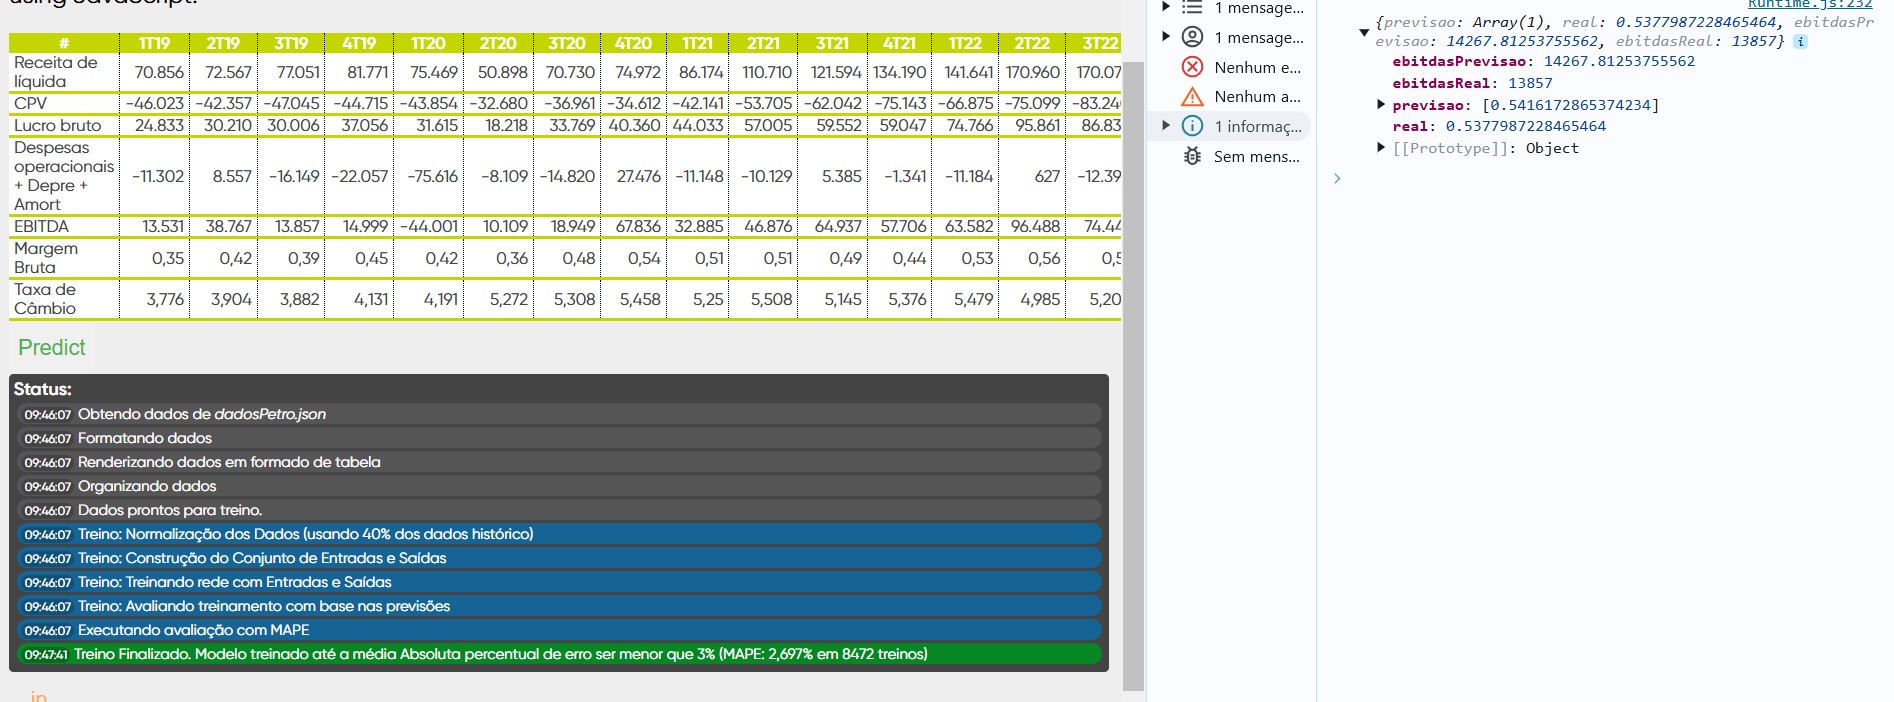 using JavaScript.
# 1T19 2T19 3T19 4T19 1T20 2T20 3T20 4T20 1T21 2T21 3T21 4T21 1T22 2T22 3T22
Receita de
líquida 70.856 72.567 77.051 81.771 75.469 50.898 70.730 74.972 86.174 110.710 121.594 134.190 141.641 170.960 170.07
CPV -46.023 -42.357 -47.045 -44.715 -43.854 -32.680 -36.961 -34.612 -42.141 -53.705 -62.042 -75.143 -66.875 -75.099 -83.24
Lucro bruto 24.833 30.210 30.006 37.056 31.615 18.218 33.769 40.360 44.033 57.005 59.552 59.047 74.766 95.861 86.83
Despesas
operacionais
+ Depre +
Amort -11.302 8.557 -16.149 -22.057 -75.616 -8.109 -14.820 27.476 -11.148 -10.129 5.385 -1.341 -11.184 627 -12.39
EBITDA 13.531 38.767 13.857 14.999 -44.001 10.109 18.949 67.836 32.885 46.876 64.937 57.706 63.582 96.488 74.44
Margem
Bruta 0,35 0,42 0,39 0,45 0,42 0,36 0,48 0,54 0,51 0,51 0,49 0,44 0,53 0,56 0,5
Taxa de
Câmbio 3,776 3,904 3,882 4,131 4,191 5,272 5,308 5,458 5,25 5,508 5,145 5,376 5,479 4,985 5,20
Predict
Status:
09:46:07 Obtendo dados de dadosPetro.json
09:46:07 Formatando dados
09:46:07 Renderizando dados em formado de tabela
09:46:07 Organizando dados
09:46:07 Dados prontos para treino.
09:46:07 Treino: Normalização dos Dados (usando 40% dos dados histórico)
09:46:07 Treino: Construção do Conjunto de Entradas e Saídas
09:46:07 Treino: Treinando rede com Entradas e Saídas
09:46:07 Treino: Avaliando treinamento com base nas previsões
09:46:07 Executando avaliação com MAPE
09:47:41 Treino Finalizado. Modelo treinado até a média Absoluta percentual de erro ser menor que 3% (MAPE: 2,697% em 8472 treinos)
in
1 mensage...
1 mensage...
Nenhum e...
Nenhum a...
1 informaç...
Sem mens...
Runtime.js:232
{previsao: Array(1), real: 0.5377987228465464, ebitdasPr
evisao: 14267.81253755562, ebitdasReal: 13857}
ebitdasPrevisao: 14267.81253755562
ebitdasReal: 13857
previsao: [0.5416172865374234]
real: 0.5377987228465464
[[Prototype]]: Object